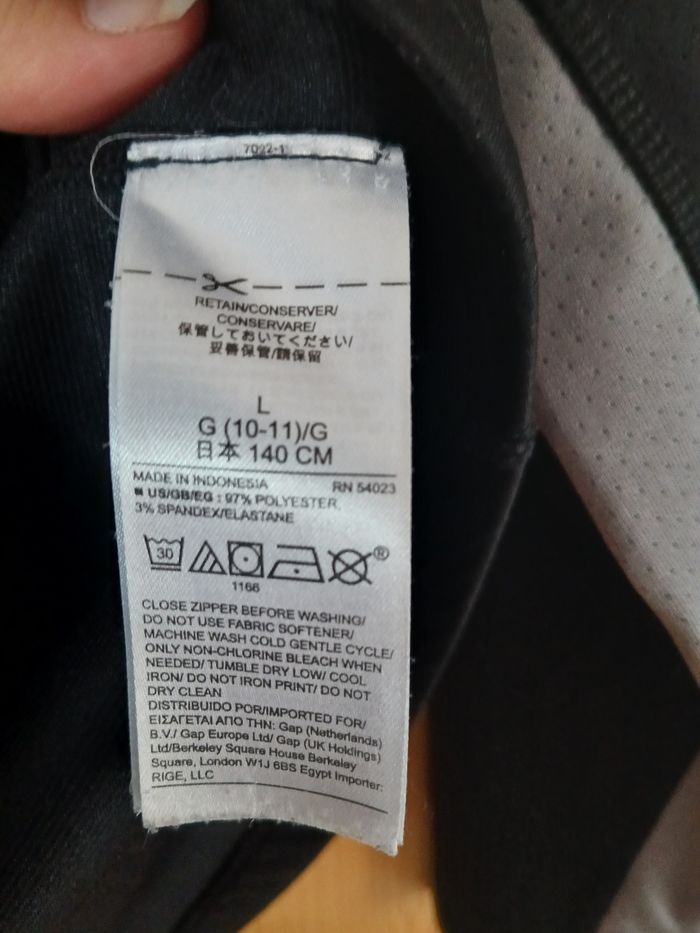 7092-1
RETAIN/CONSERVER/
CONSERVARE/
保管しておいてください/
妥善保管/請保留
L
G (10-11)/G
日本 140 CM
MADE IN INDONESIA RN 54023
US/GB/EG : 97% POLYESTER,
3% SPANDEX/ELASTANE
30 ®
1166
CLOSE ZIPPER BEFORE WASHING/
DO NOT USE FABRIC SOFTENER/
MACHINE WASH COLD GENTLE CYCLE/
ONLY NON-CHLORINE BLEACH WHEN
NEEDED/ TUMBLE DRY LOW/ COOL
IRON/ DO NOT IRON PRINT/ DO NOT
DRY CLEAN
DISTRIBUIDO POR/IMPORTED FOR/
ΕΙΣΑΓΕΤΑΙ ΑΠΟ ΤΗΝ: Gap (Netherlands)
B.V./ Gap Europe Ltd/ Gap (UK Holdings)
Ltd/Berkeley Square House Berkeley
Square, London W1J 6BS Egypt Importer:
RIGE, LLC